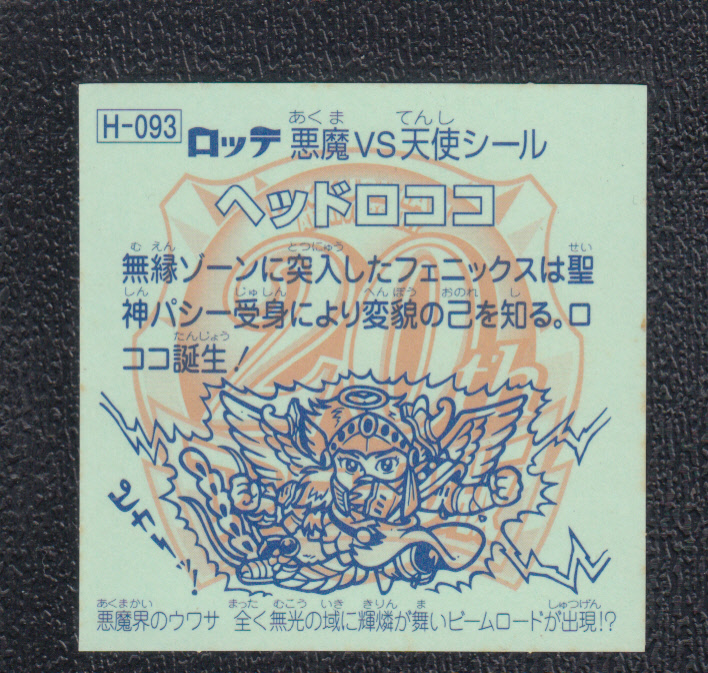 H-093
ロッテ 悪魔VS天使シール
あくま てんし
ヘッドロココ
20th
むえん とつにゅう せい
無縁ゾーンに突入したフェニックスは聖
しん じゅしん へんぼう おのれ し
神パシー受身により変貌の己を知る。ロ
たんじょう
ココ誕生!
あくまかい まった むこう いき きりん ま しゅつげん
悪魔界のウワサ 全く無光の域に輝燐が舞いビームロードが出現!?